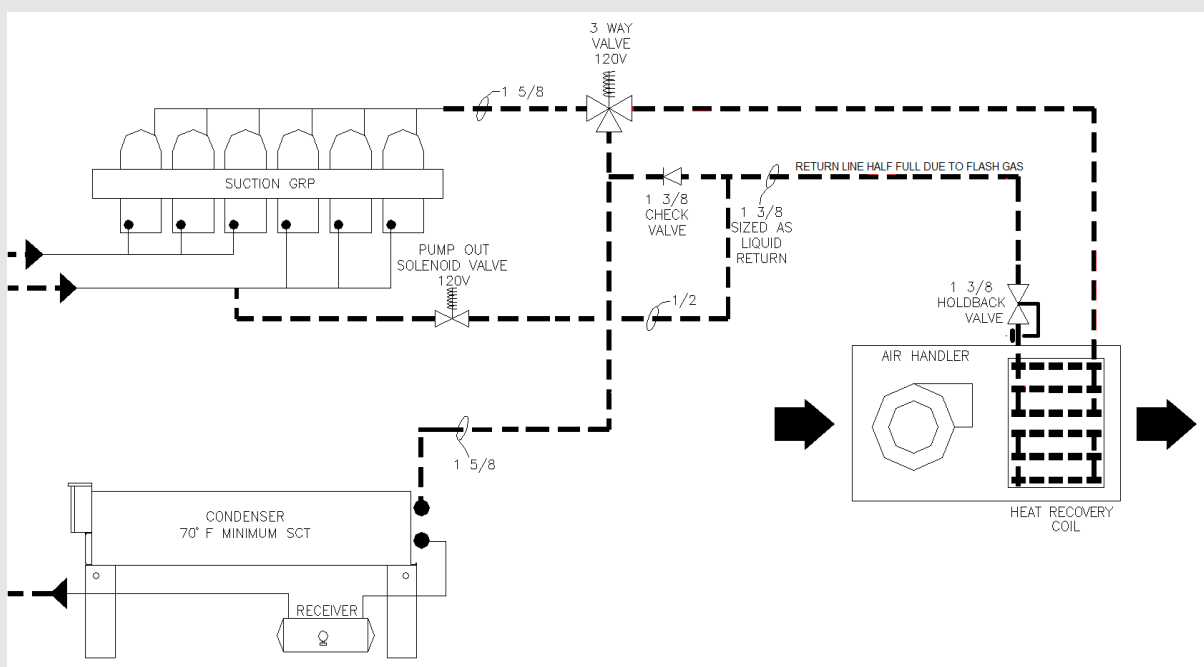 3 WAY
VALVE
120V
1 5/8
RETURN LINE HALF FULL DUE TO FLASH GAS
SUCTION GRP
1 3/8
CHECK
VALVE
1 3/8
SIZED AS
LIQUID
RETURN
PUMP OUT
SOLENOID VALVE
120V
1/2
1 3/8
HOLDBACK
VALVE
AIR HANDLER
1 5/8
CONDENSER
70° F MINIMUM SCT
HEAT RECOVERY
COIL
RECEIVER